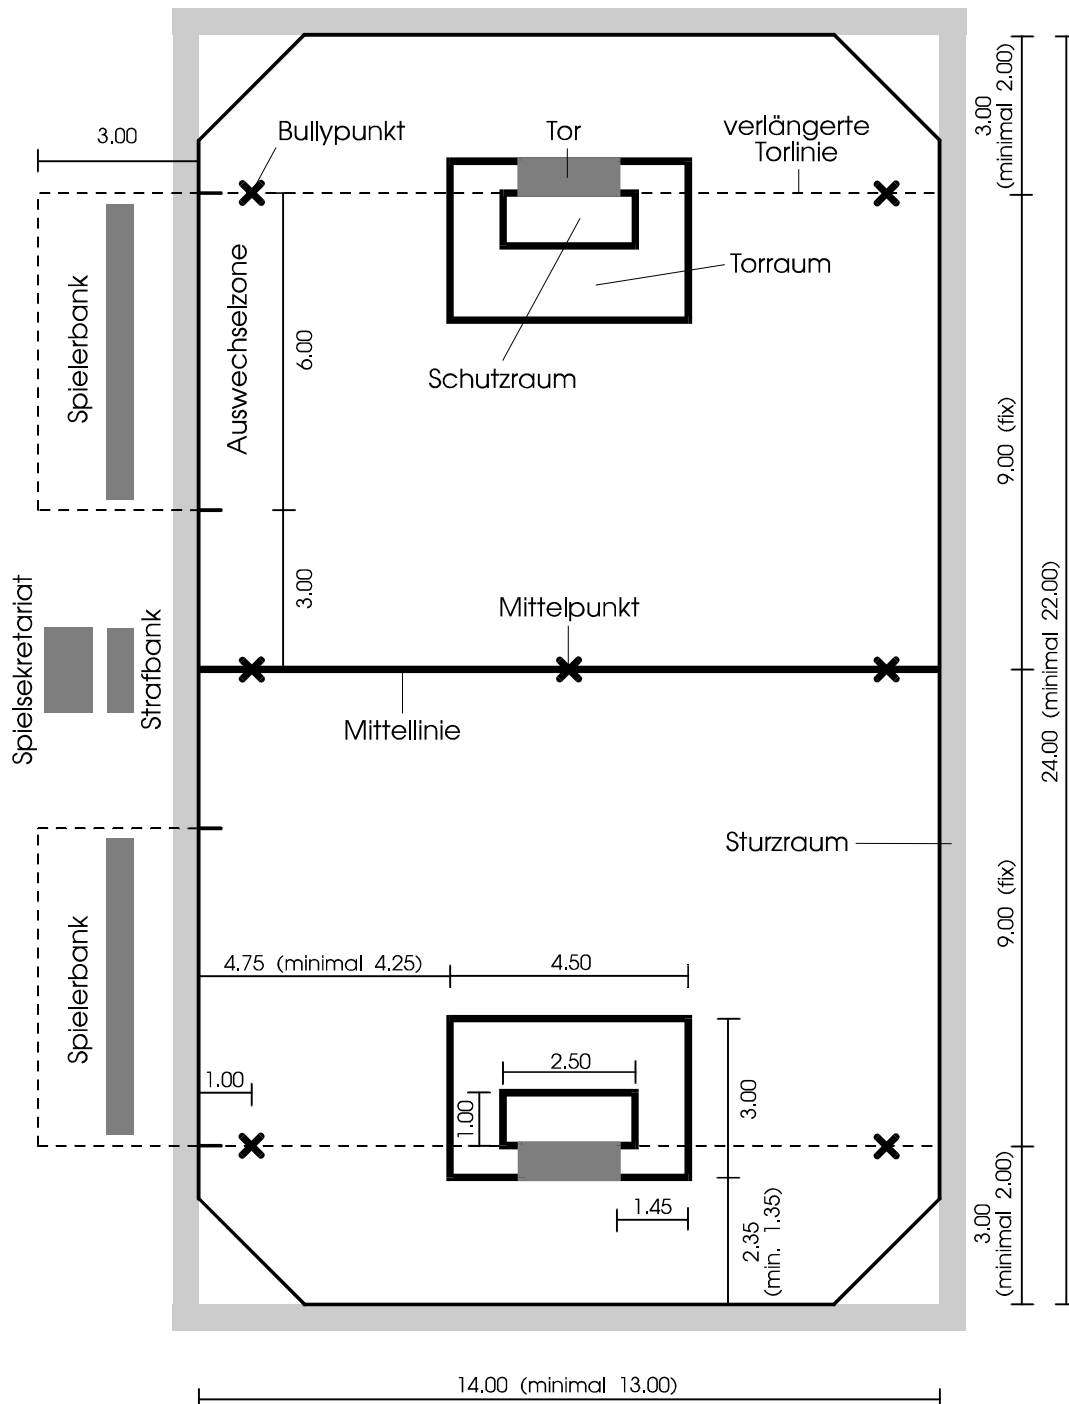 3.00
Bullypunkt
Tor
verlängerte
Torlinie
3.00
(minimal 2.00)
Spielerbank
Auswechselzone
6.00
Torraum
Schutzraum
9.00 (fix)
3.00
Mittelpunkt
Spielsekretariat
Strafbank
Mittellinie
24.00 (minimal 22.00)
Sturzraum
9.00 (fix)
Spielerbank
4.75 (minimal 4.25)
4.50
1.00
2.50
1.00
3.00
1.45
2.35
(min. 1.35)
3.00
(minimal 2.00)
14.00 (minimal 13.00)